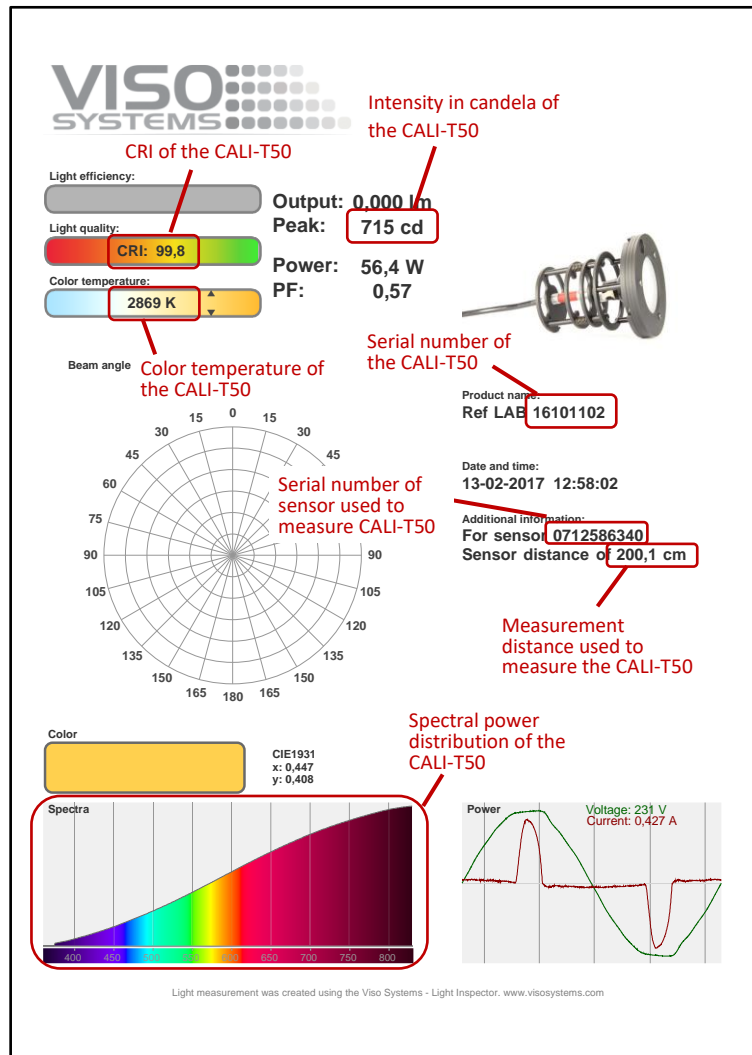 VISO
SYSTEMS
Intensity in candela of
the CALI-T50
CRI of the CALI-T50
Light efficiency:
Output: 0,000 lm
Light quality:
Peak: 715 cd
CRI: 99,8
Power: 56,4 W
Color temperature:
PF: 0,57
2869 K
Serial number of
the CALI-T50
Beam angle
Color temperature of
the CALI-T50
Product name:
Ref LAB 16101102
0
15 15
30 30
45 45
60
75
90 90
105 105
120 120
135 135
150 150
165 165
180
Serial number of
sensor used to
measure CALI-T50
Date and time:
13-02-2017 12:58:02
Additional information:
For sensor 0712586340
Sensor distance of 200,1 cm
Measurement
distance used to
measure the CALI-T50
Spectral power
distribution of the
CALI-T50
Color
CIE1931
x: 0,447
y: 0,408
Spectra
400 450 500 550 600 650 700 750 800
Power
Voltage: 231 V
Current: 0,427 A
Light measurement was created using the Viso Systems - Light Inspector. www.visosystems.com